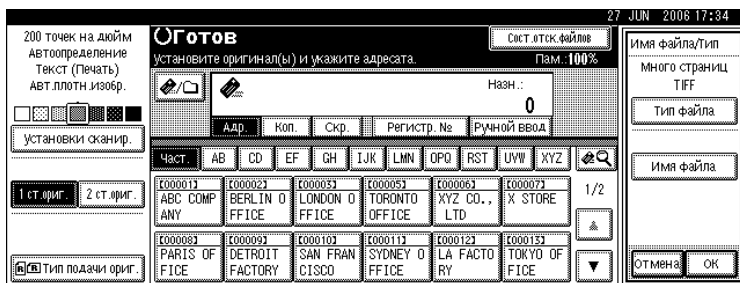 27 JUN 2006 17:34
200 точек на дюйм
Автоопределение
Текст (Печать)
Авт.плотн.изобр.
Установки сканир.
1 ст.ориг.
2 ст.ориг.
Тип подачи ориг.
Готов
Сост.отск.файлов
Установите оригинал(ы) и укажите адресата.
Пам.:100%
Назн.:
0
Адр.
Коп.
Скр.
Регистр. №
Ручной ввод
Част.
AB
CD
EF
GH
IJK
LMN
OPQ
RST
UVW
XYZ
[00001]
ABC COMP
ANY
[00002]
BERLIN O
FFICE
[00003]
LONDON O
FFICE
[00005]
TORONTO
OFFICE
[00006]
XYZ CO.,
LTD
[00007]
X STORE
1/2
[00008]
PARIS OF
FICE
[00009]
DETROIT
FACTORY
[00010]
SAN FRAN
CISCO
[00011]
SYDNEY O
FFICE
[00012]
LA FACTO
RY
[00013]
TOKYO OF
FICE
Имя файла/Тип
Много страниц
TIFF
Тип файла
Имя файла
Отмена
OK